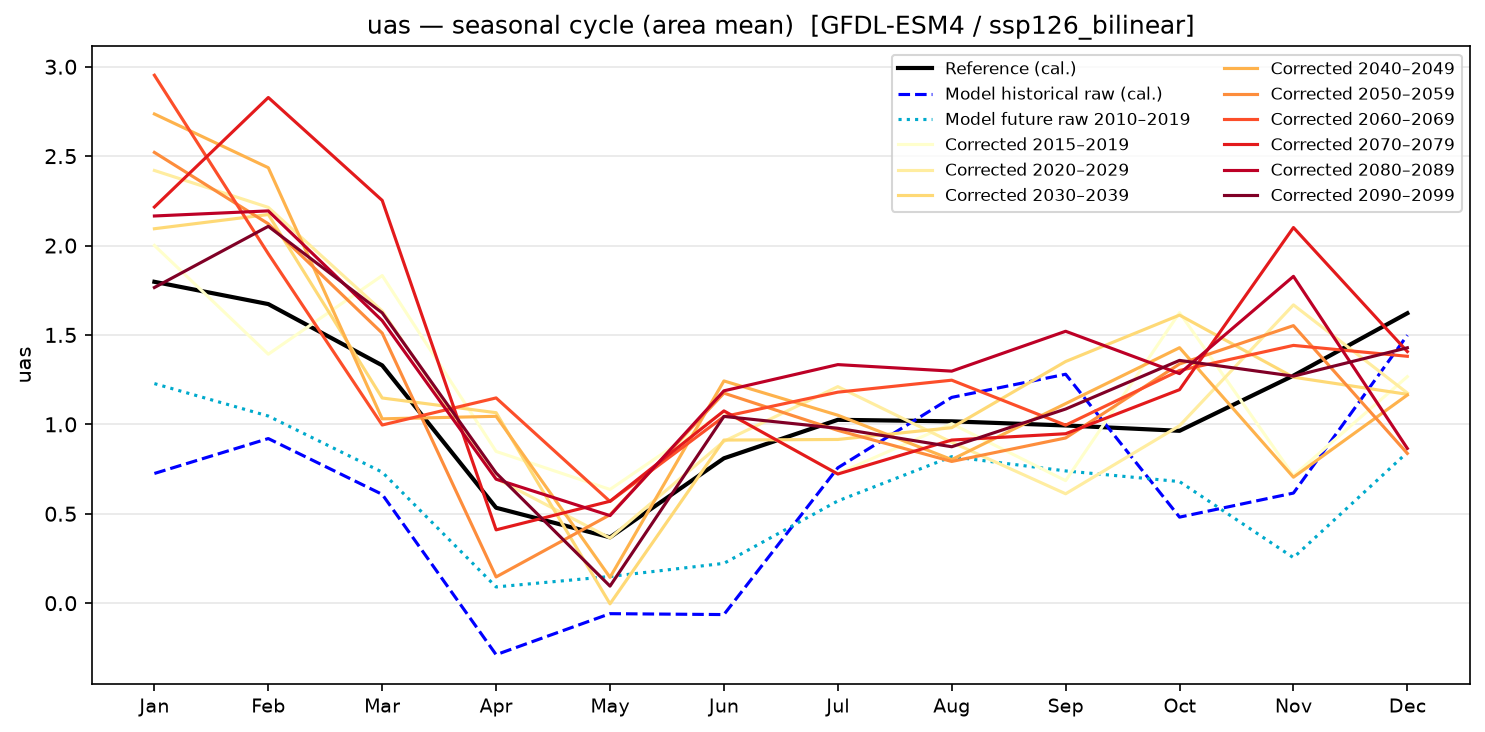 uas — seasonal cycle (area mean)  [GFDL-ESM4 / ssp126_bilinear]
Reference (cal.)
Model historical raw (cal.)
Model future raw 2010–2019
Corrected 2015–2019
Corrected 2020–2029
Corrected 2030–2039
Corrected 2040–2049
Corrected 2050–2059
Corrected 2060–2069
Corrected 2070–2079
Corrected 2080–2089
Corrected 2090–2099
uas
3.0
2.5
2.0
1.5
1.0
0.5
0.0
Jan Feb Mar Apr May Jun Jul Aug Sep Oct Nov Dec